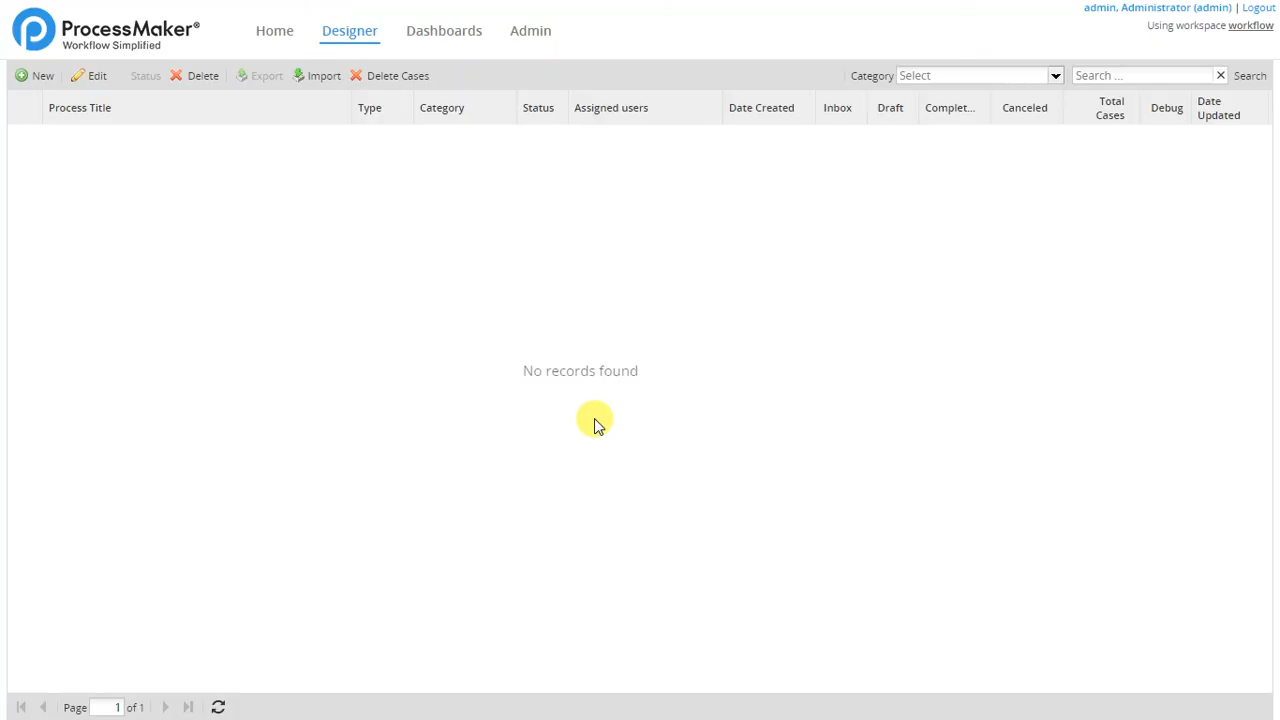 ProcessMaker®
Workflow Simplified
Home Designer Dashboards Admin
admin, Administrator (admin) | Logout
Using workspace workflow
New Edit Status Delete Export Import Delete Cases Category Select Search ... Search
Process Title Type Category Status Assigned users Date Created Inbox Draft Complet... Canceled Total Cases Debug Date Updated
No records found
Page 1 of 1